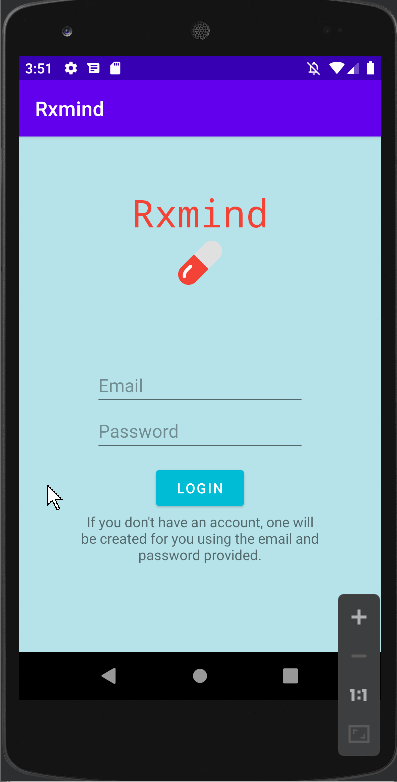 3:51
Rxmind
Rxmind
Email
Password
LOGIN
If you don't have an account, one will
be created for you using the email and
password provided.
1:1